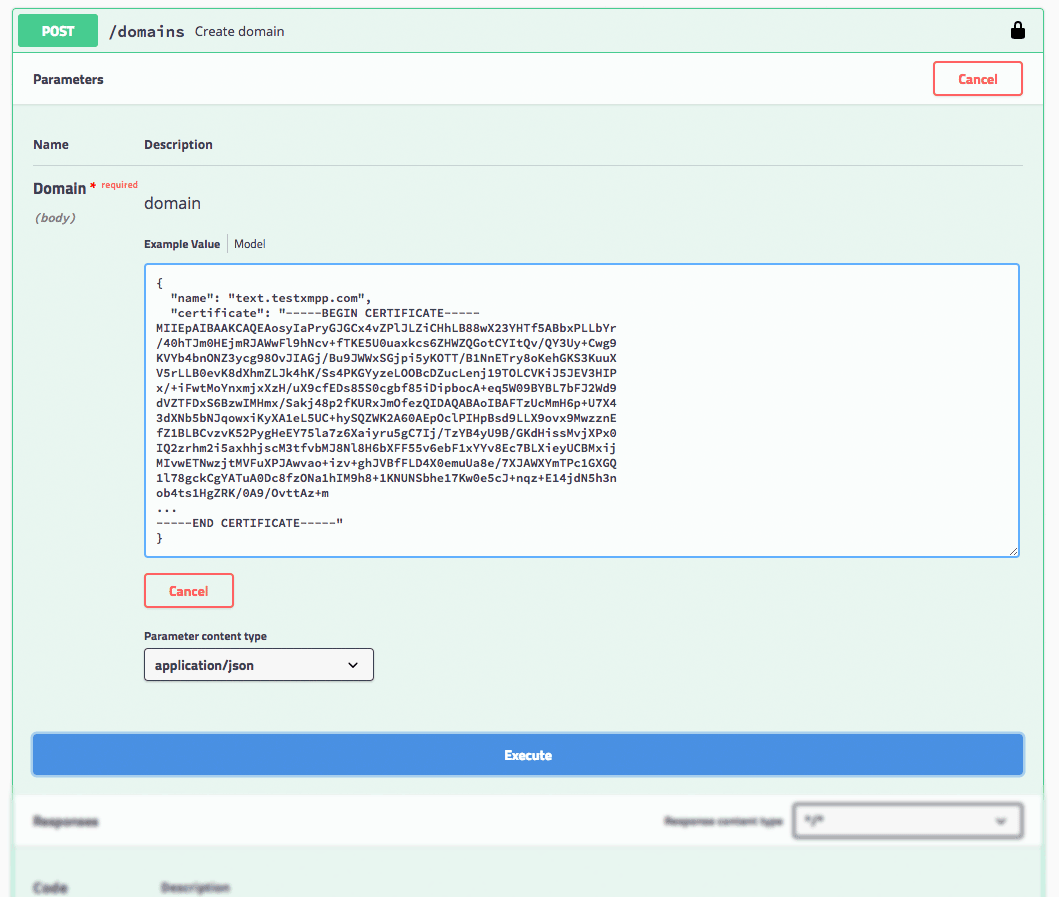 POST /domains Create domain
Parameters
Cancel
Name Description
Domain * required
(body)
domain
Example Value Model
{
"name": "text.testxmpp.com",
"certificate": "-----BEGIN CERTIFICATE-----
MIIEpAIBAAKCAQEAosyIaPryGJGCx4vZPlJLZiCHhLB88wX23YHTf5ABbxPLLbYr
/40hTJm0HEjmRJAWwFl9hNcv+fTKE5U0uaxkcs6ZHWZQGotCYItQv/QY3Uy+Cwg9
KVYb4bnONZ3ycg98OvJIAGj/Bu9JWWxSGjpi5yKOTT/B1NnETry8oKehGKS3KuuX
V5rLLB0evK8dXhmZLJk4hK/Ss4PKGYyzeLOOBcDZucLenj19TOLCVKiJ5JEV3HIP
x/+iFwtMoYnxmjxXzH/uX9cfEDs85S0cgbf85iDipbocA+eq5W09BYBL7bFJ2Wd9
dVZTFDxS6BzwIMHmx/Sakj48p2fKURxJmOfezQIDAQABAoIBAFTzUcMmH6p+U7X4
3dXNb5bNJqowxiKyXA1eL5UC+hySQZWK2A60AEpOclPIHpBsd9LLX9ovx9MwzznE
fZ1BLBCvzvK52PygHeEY75la7z6Xaiyru5gC7Ij/TzYB4yU9B/GKdHissMvjXPx0
IQ2zrhm2i5axhhjscM3tfvbMJ8Nl8H6bXFF55v6ebF1xYYv8Ec7BLXieyUCBMxij
MIvwETNwzjtMVFuXPJAwvao+izv+ghJVBfFLD4X0emuUa8e/7XJAWXYmTPc1GXGQ
1l78gckCgYATuA0Dc8fzONa1hIM9h8+1KNUNSbhe17Kw0e5cJ+nqz+E14jdN5h3n
ob4ts1HgZRK/0A9/OvttAz+m
...
-----END CERTIFICATE-----"
}
Cancel
Parameter content type
application/json
Execute
Responses Response content type */*
Code Description